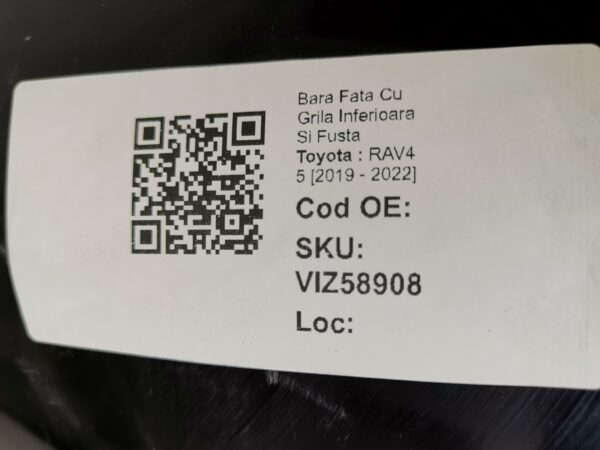 Bara Fata Cu
Grila Inferioara
Si Fusta
Toyota : RAV4
5 [2019 - 2022]
Cod OE:
SKU:
VIZ58908
Loc: